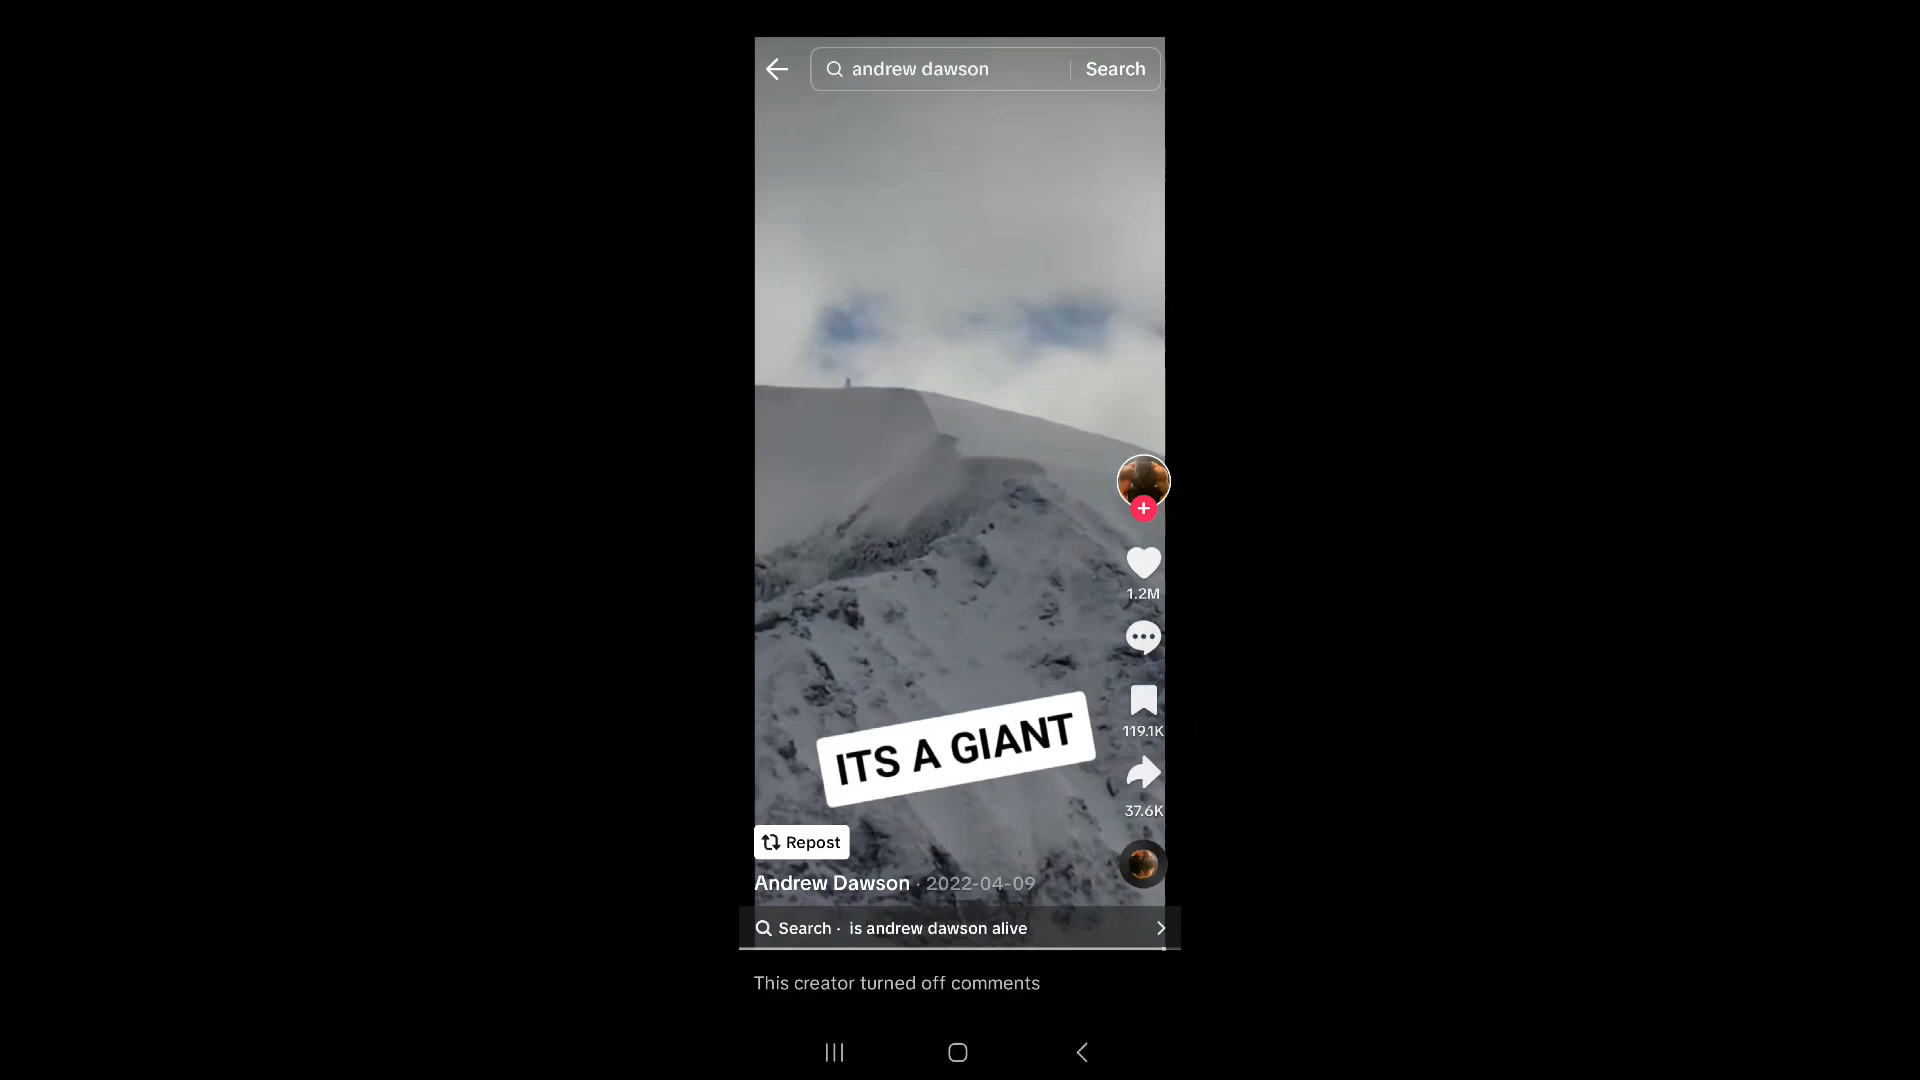 andrew dawson
Search
1.2M
ITS A GIANT
119.1K
37.6K
Repost
Andrew Dawson · 2022-04-09
Search · is andrew dawson alive
This creator turned off comments